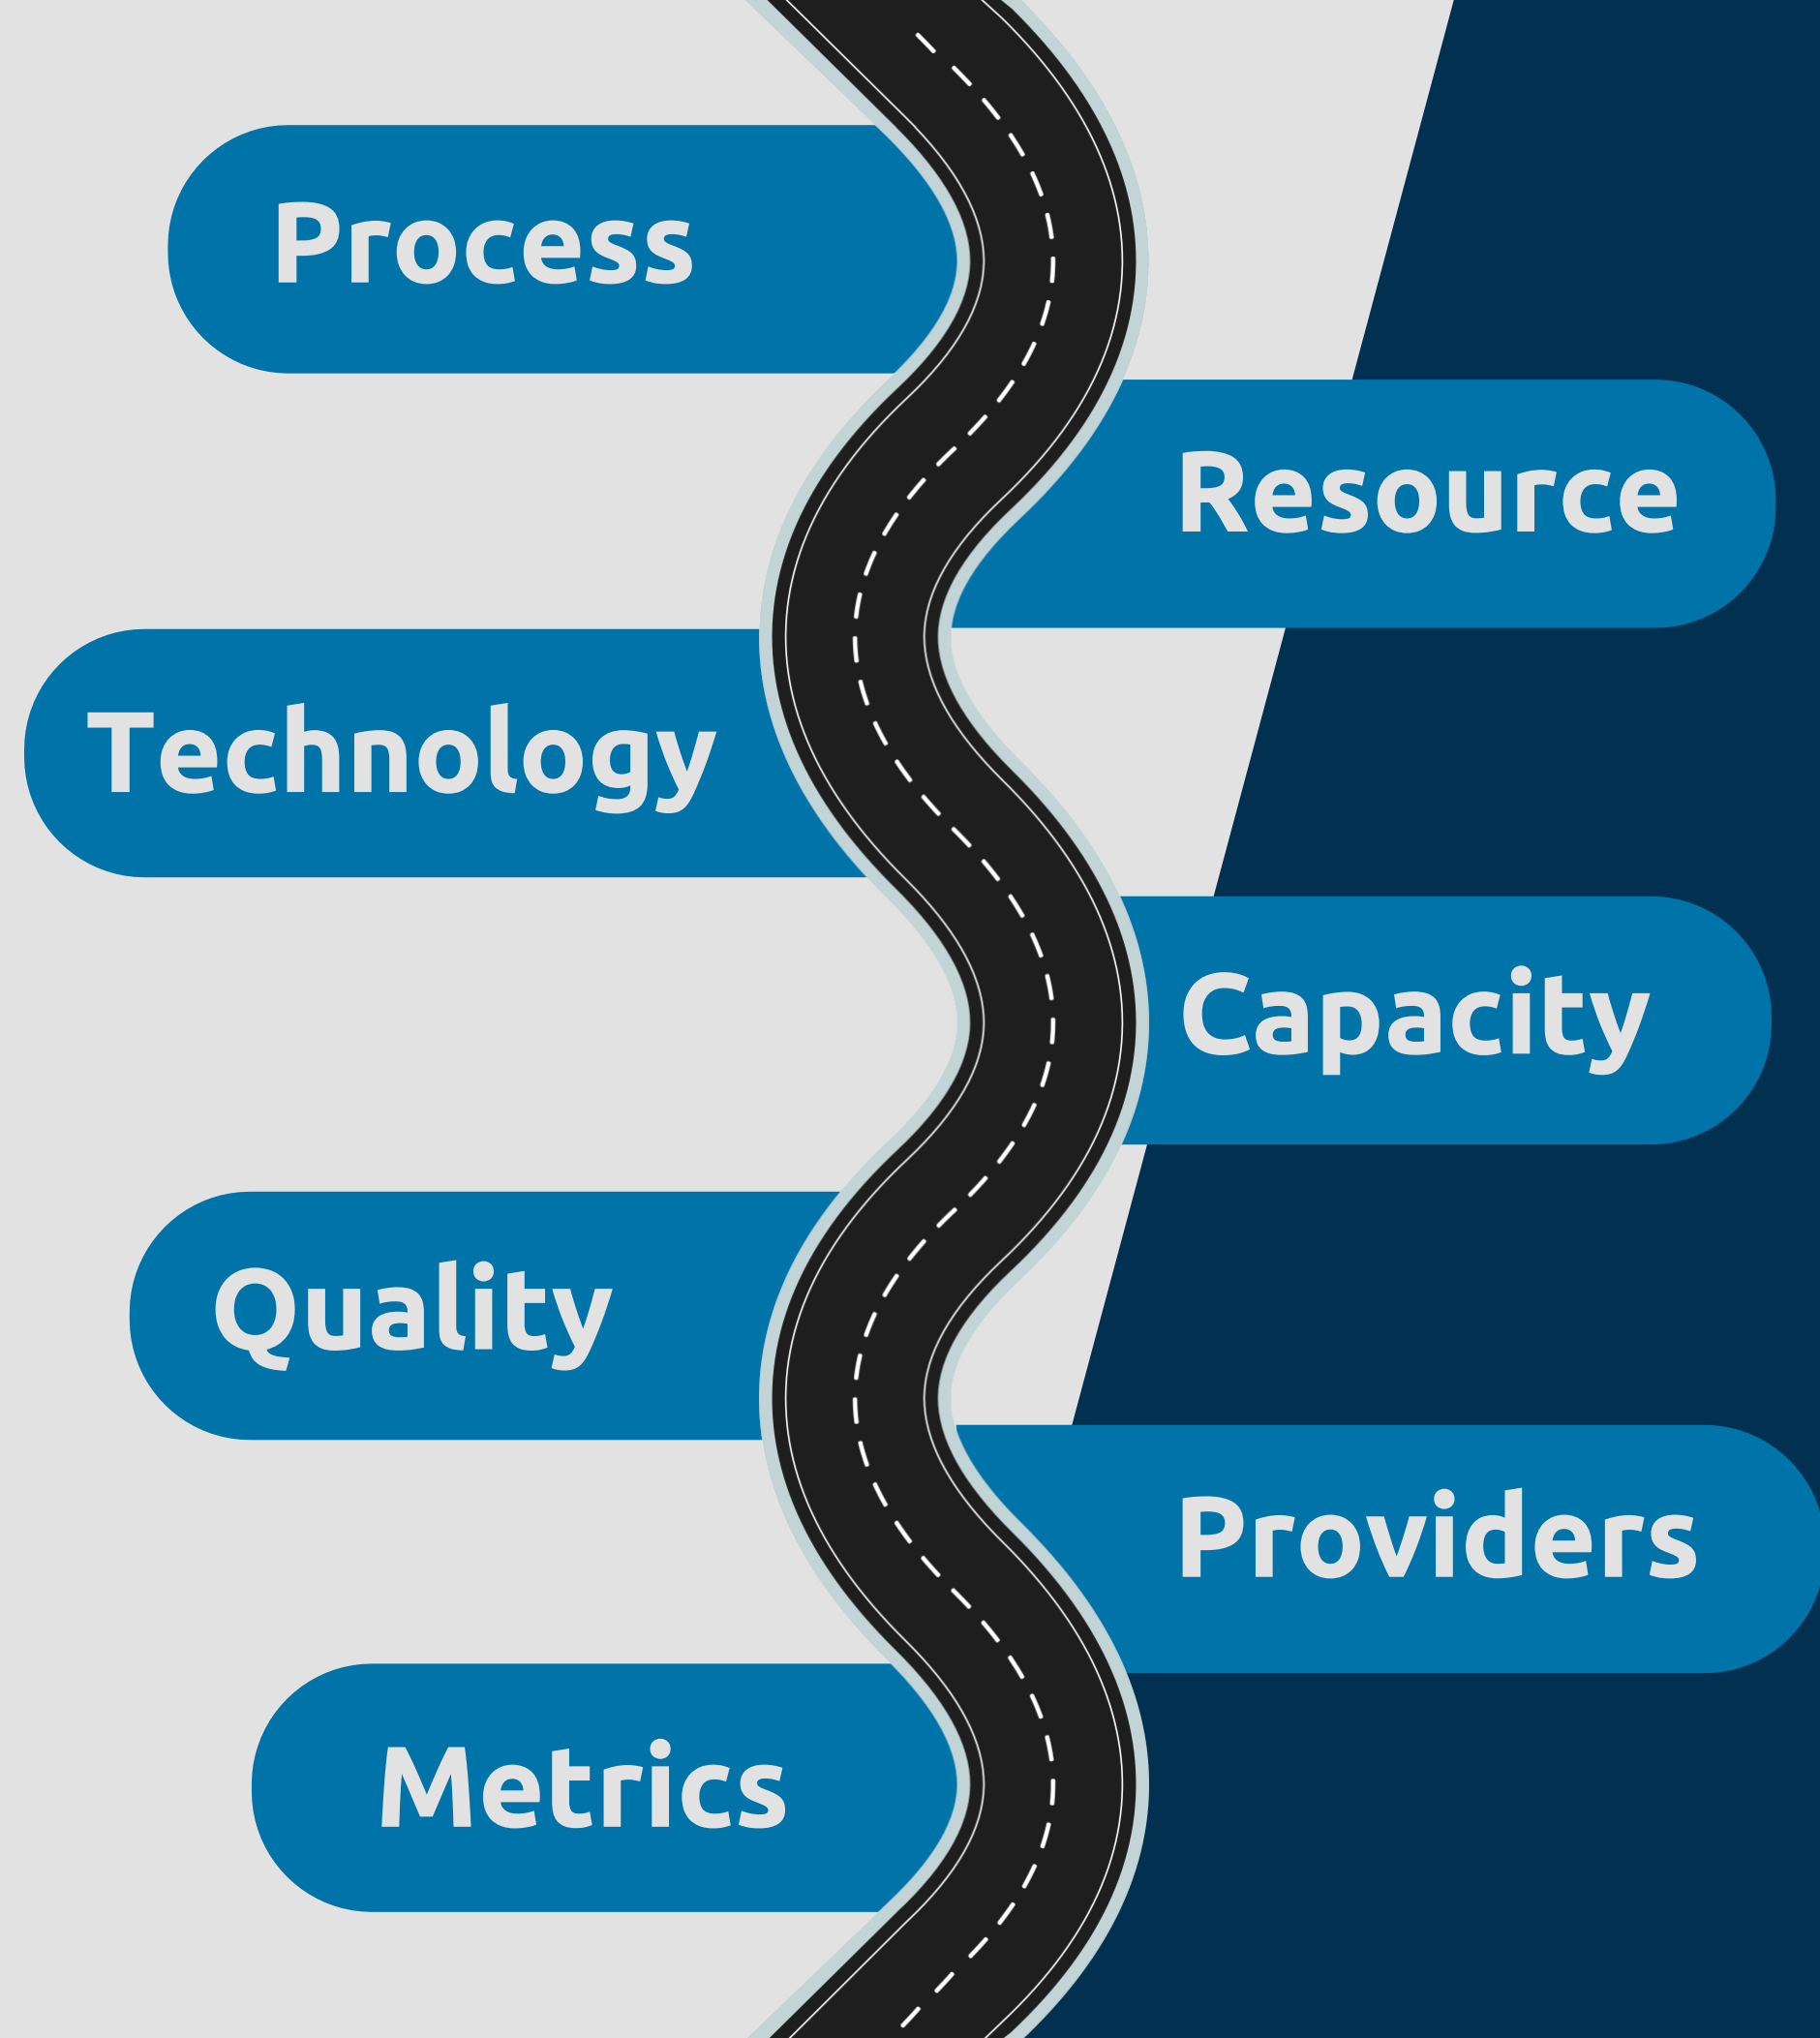 Process
Resource
Technology
Capacity
Quality
Providers
Metrics